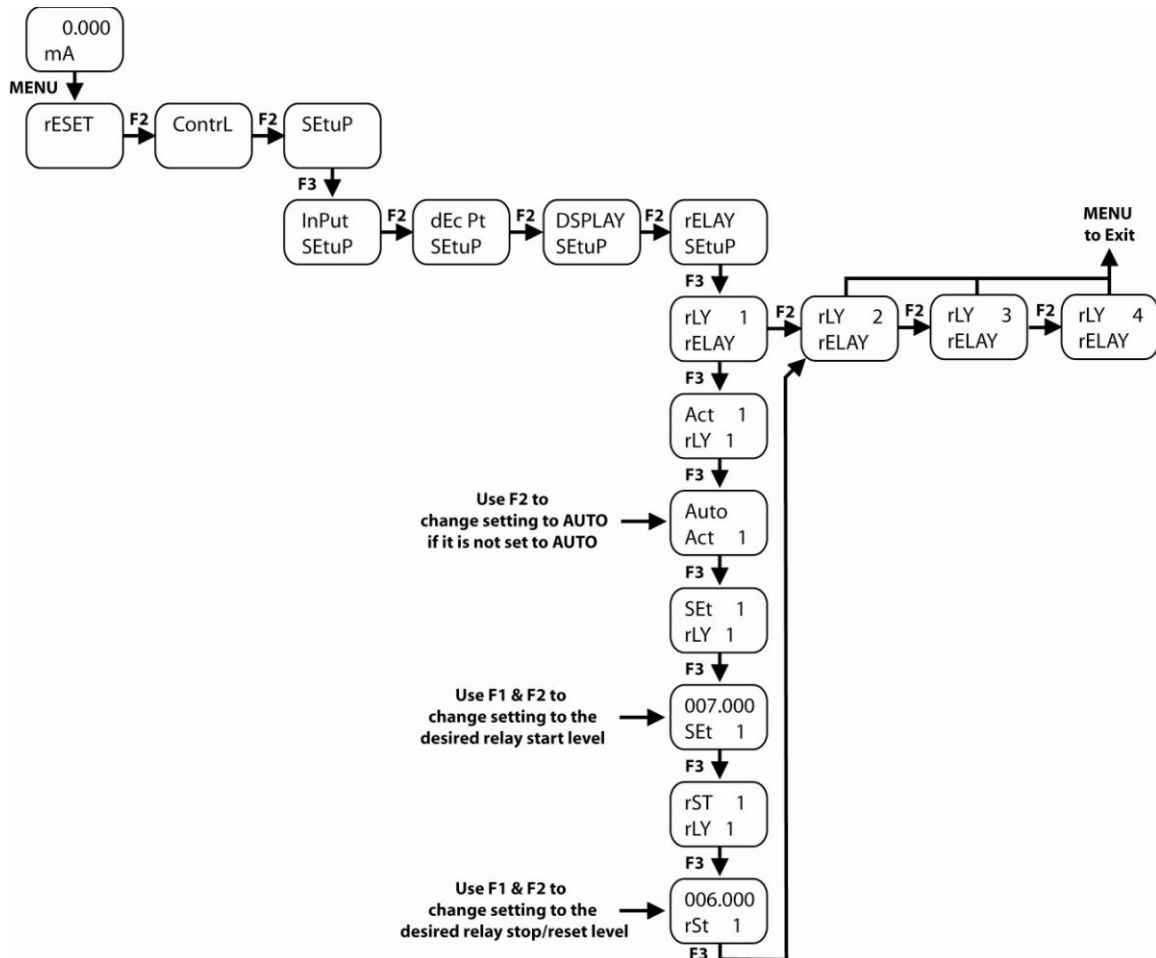 0.000
mA
MENU
rESET
F2
ContrL
F2
SEtuP
F3
InPut
SEtuP
F2
dEc Pt
SEtuP
F2
DSPLAY
SEtuP
F2
rELAY
SEtuP
MENU
to Exit
F3
rLY 1
rELAY
F2
rLY 2
rELAY
F2
rLY 3
rELAY
F2
rLY 4
rELAY
F3
Act 1
rLY 1
F3
Use F2 to
change setting to AUTO
if it is not set to AUTO
Auto
Act 1
F3
SEt 1
rLY 1
F3
Use F1 & F2 to
change setting to the
desired relay start level
007.000
SEt 1
F3
rST 1
rLY 1
F3
Use F1 & F2 to
change setting to the
desired relay stop/reset level
006.000
rSt 1
F3